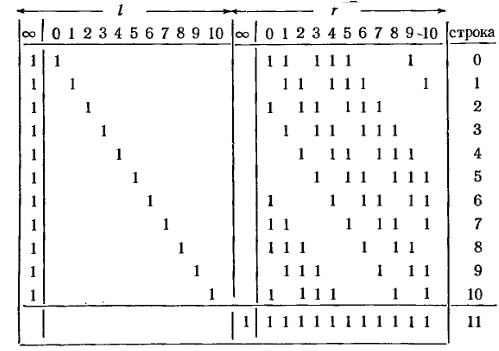 l r
∞ 0 1 2 3 4 5 6 7 8 9 10 ∞ 0 1 2 3 4 5 6 7 8 9 10 строка
1 1 1 1 1 1 1 1 0
1 1 1 1 1 1 1 1 1
1 1 1 1 1 1 1 1 2
1 1 1 1 1 1 1 1 3
1 1 1 1 1 1 1 1 4
1 1 1 1 1 1 1 1 5
1 1 1 1 1 1 1 1 6
1 1 1 1 1 1 1 1 7
1 1 1 1 1 1 1 1 8
1 1 1 1 1 1 1 1 9
1 1 1 1 1 1 1 1 10
1 1 1 1 1 1 1 1 1 1 1 1 11